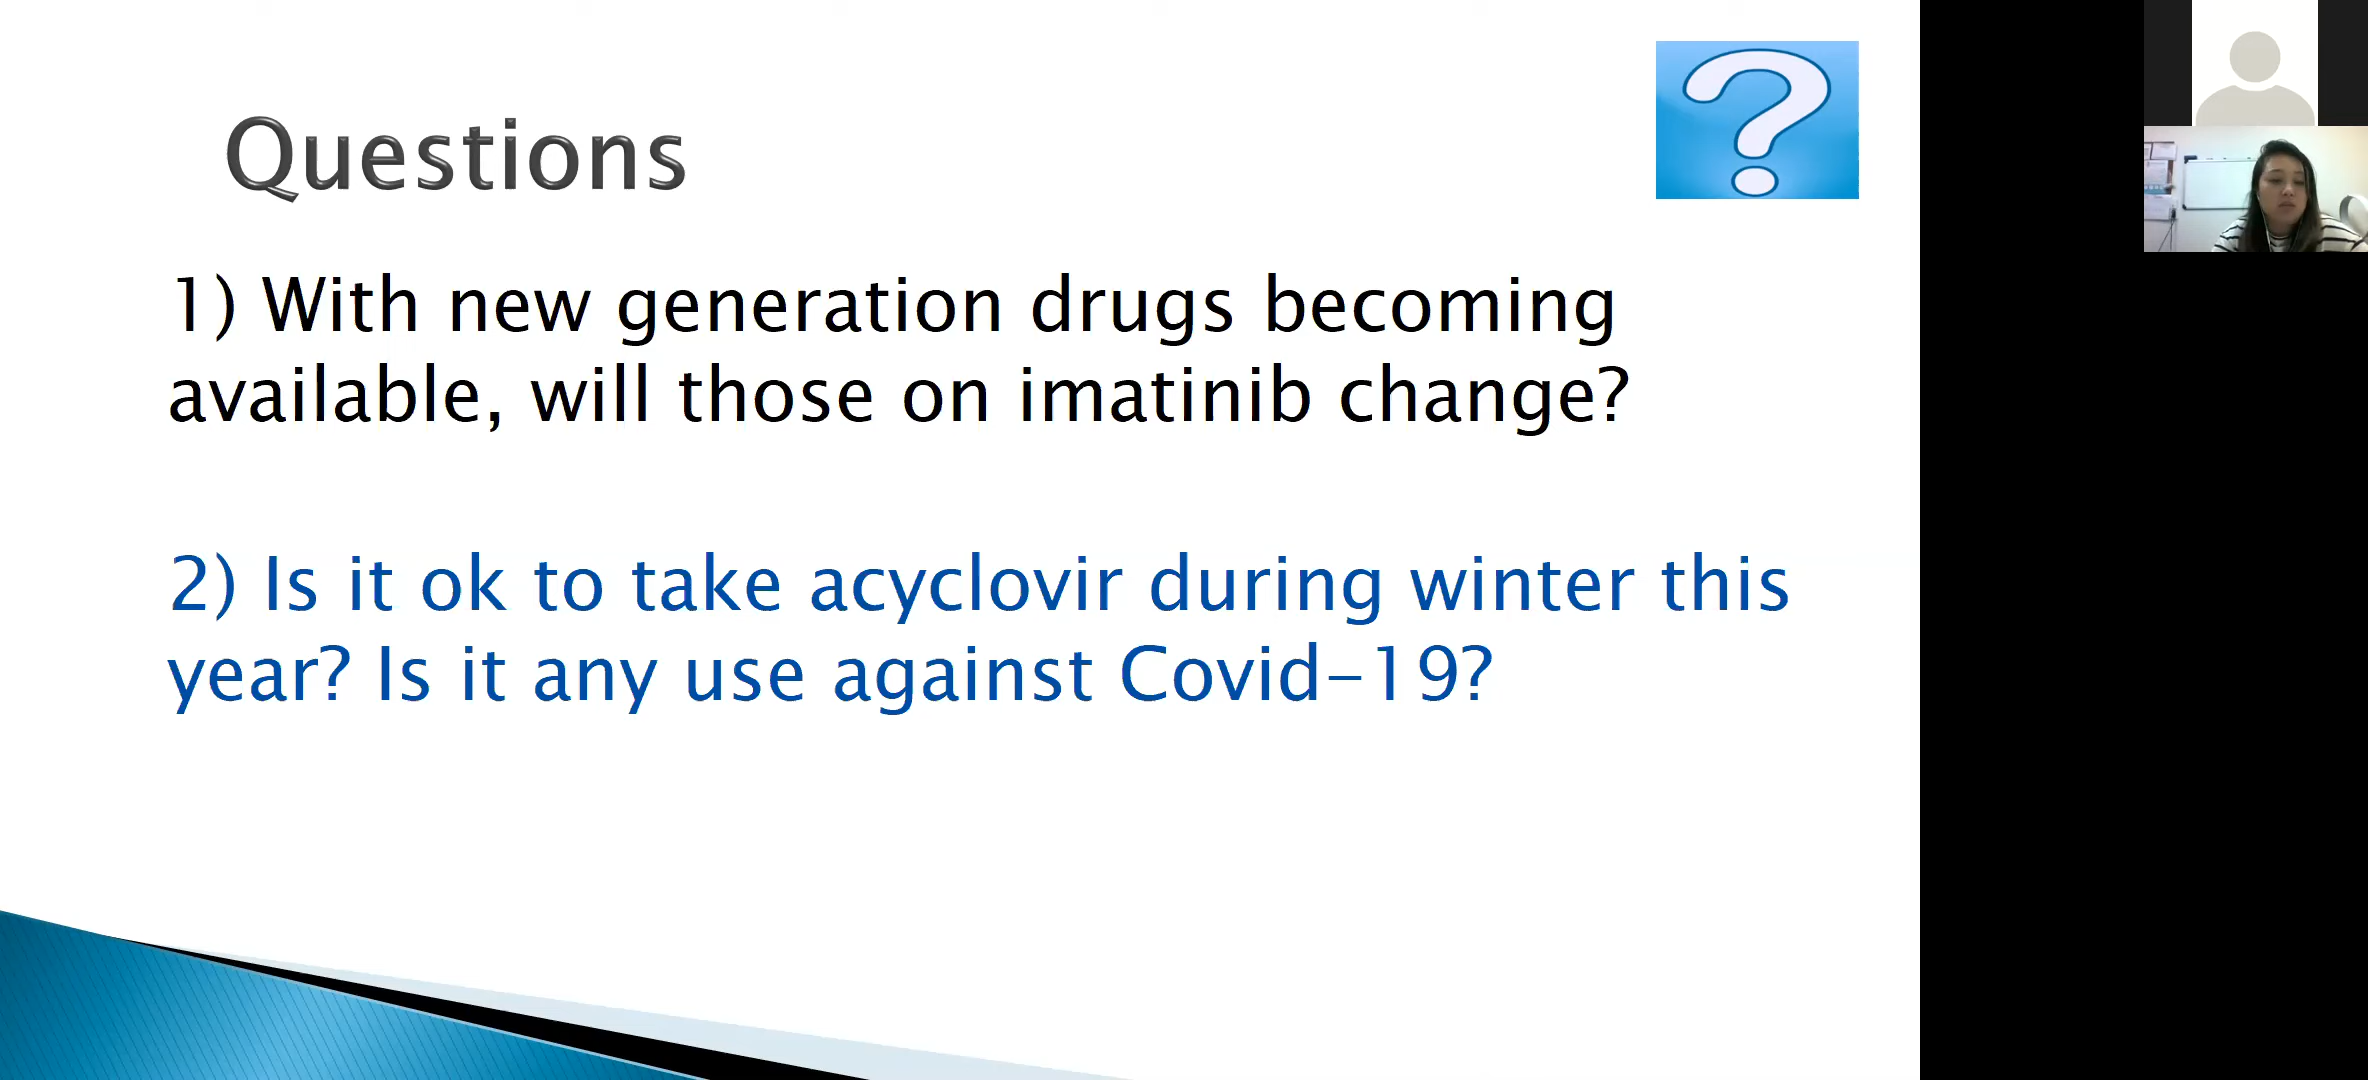 Questions
1) With new generation drugs becoming
available, will those on imatinib change?
2) Is it ok to take acyclovir during winter this
year? Is it any use against Covid-19?